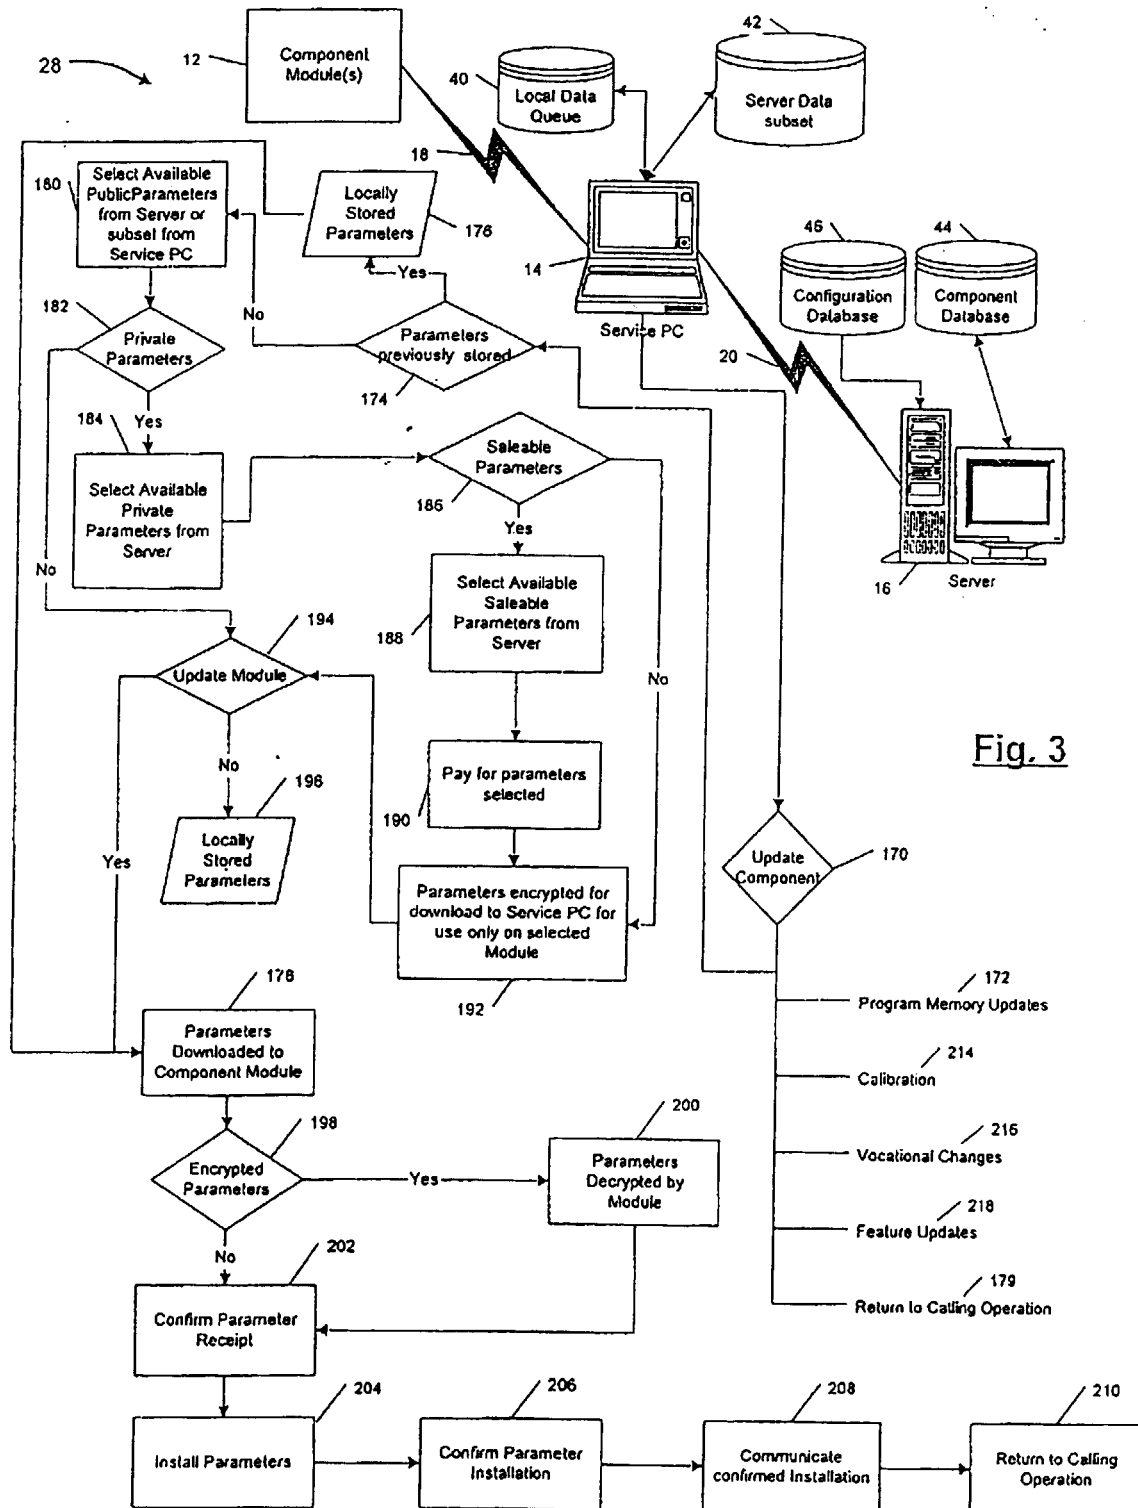 28
12
Component
Module(s)
40
Local Data
Queue
42
Server Data
subset
18
180
Select Available
PublicParameters
from Server or
subset from
Service PC
Locally
Stored
Parameters
176
14
Service PC
46
Configuration
Database
44
Component
Database
Yes
No
182
Private
Parameters
Parameters
previously stored
174
20
Yes
184
Select Available
Private
Parameters from
Server
Saleable
Parameters
186
Yes
No
16
Server
Select Available
Saleable
Parameters from
Server
188
194
Update Module
No
No
196
Locally
Stored
Parameters
Yes
Pay for parameters
selected
190
Fig. 3
Update
Component
170
Parameters encrypted for
download to Service PC for
use only on selected
Module
192
178
Parameters
Downloaded to
Component Module
172
Program Memory Updates
214
Calibration
198
Encrypted
Parameters
Yes
200
Parameters
Decrypted by
Module
216
Vocational Changes
218
Feature Updates
No
202
Confirm Parameter
Receipt
179
Return to Calling Operation
204
Install Parameters
206
Confirm Parameter
Installation
208
Communicate
confirmed Installation
210
Return to Calling
Operation